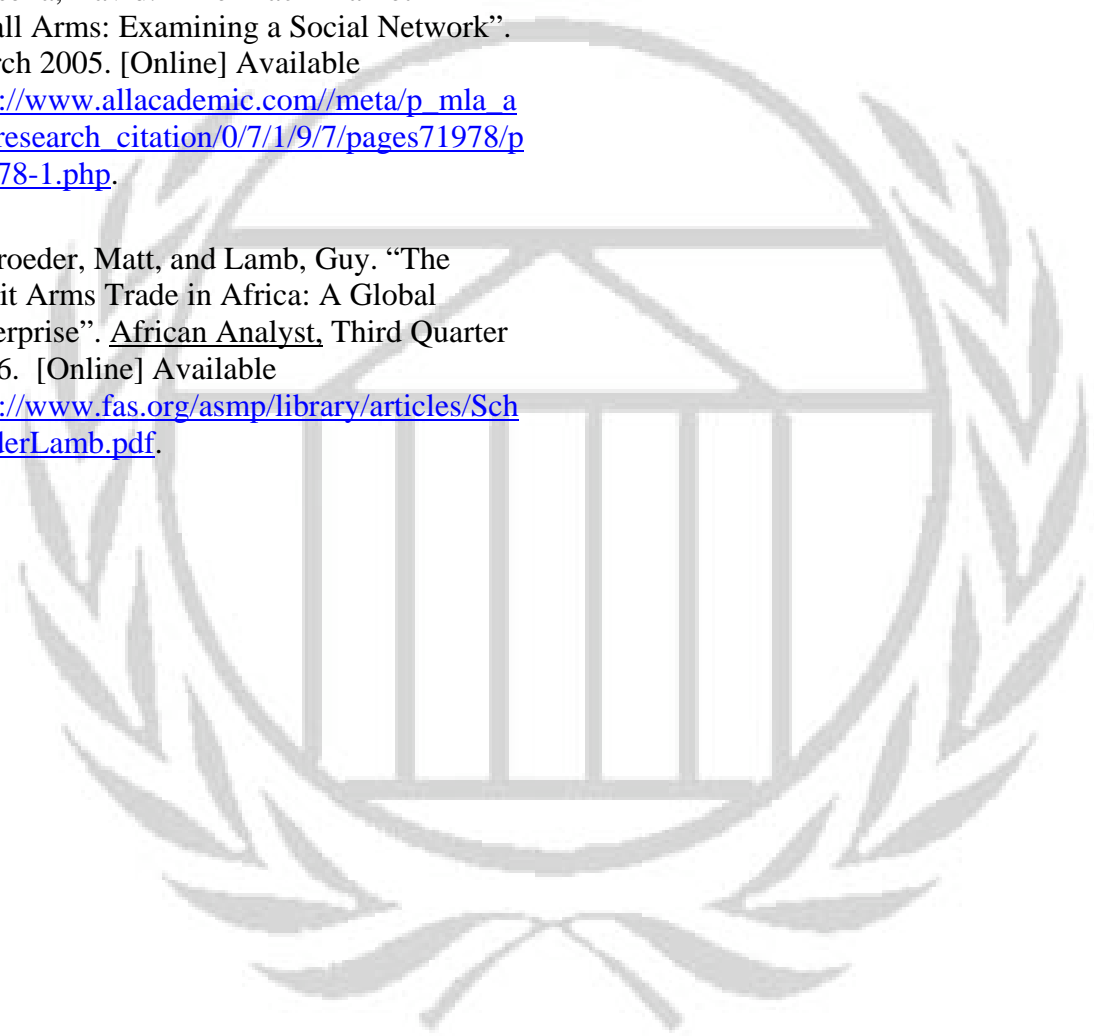 all Arms: Examining a Social Network”.
rch 2005. [Online] Available
://www.allacademic.com//meta/p_mla_a
research_citation/0/7/1/9/7/pages71978/p
78-1.php.
roeder, Matt, and Lamb, Guy. “The
it Arms Trade in Africa: A Global
erprise”. African Analyst, Third Quarter
6. [Online] Available
://www.fas.org/asmp/library/articles/Sch
derLamb.pdf.